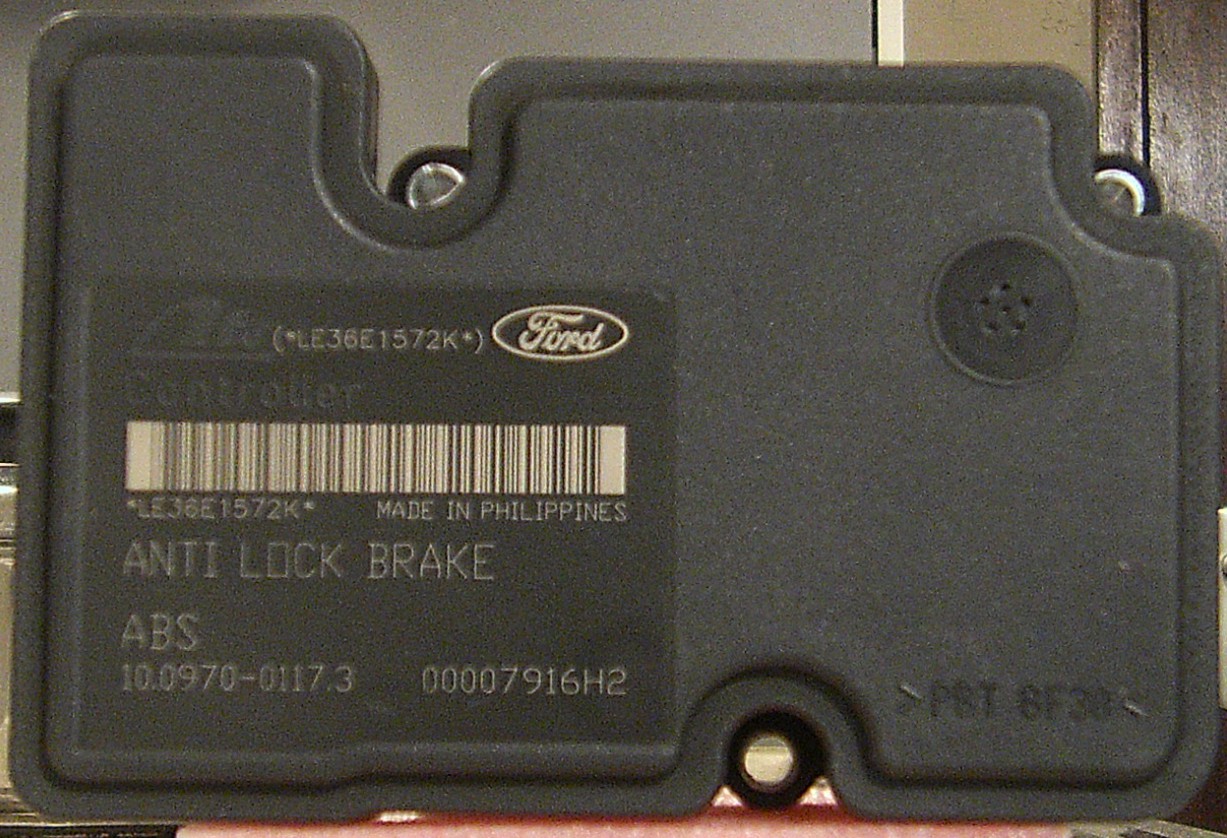 (*LE36E1572K*) Ford
Controller
*LE36E1572K* MADE IN PHILIPPINES
ANTI LOCK BRAKE
ABS
10.0970-0117.3 00007916H2
>PBT GF30<